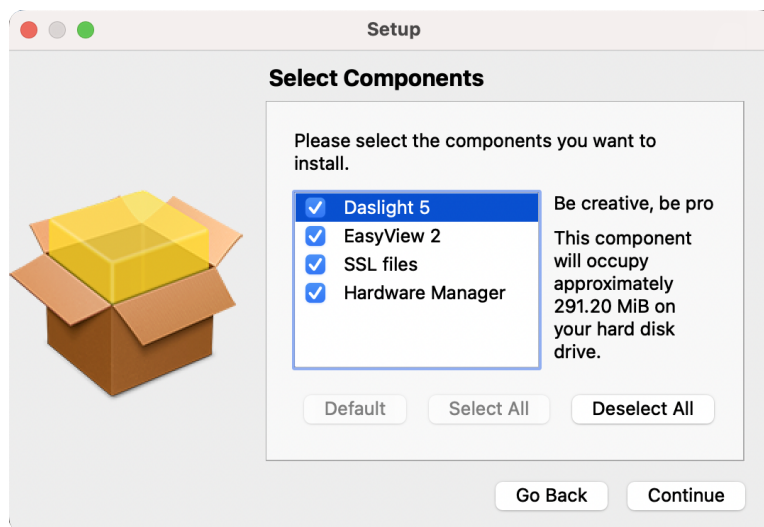 Setup
Select Components
Please select the components you want to
install.
Daslight 5
EasyView 2
SSL files
Hardware Manager
Be creative, be pro
This component
will occupy
approximately
291.20 MiB on
your hard disk
drive.
Default
Select All
Deselect All
Go Back
Continue